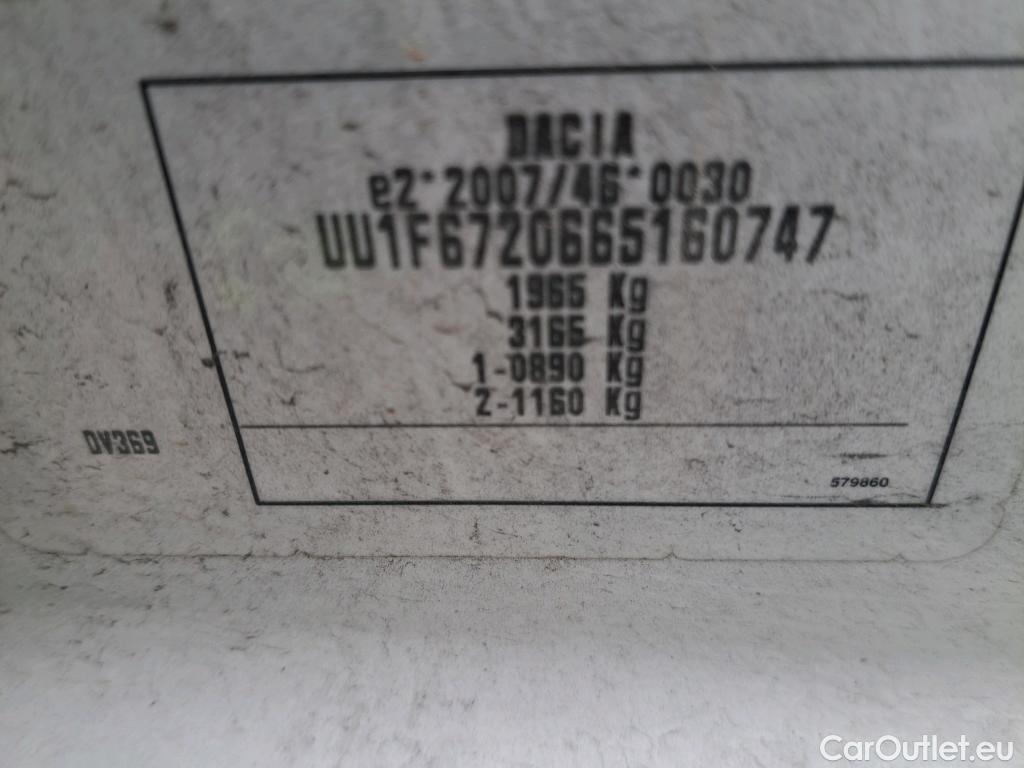 DACIA
e2*2007/46*0030
UU1F6720665160747
1965 Kg
3165 Kg
1-0890 Kg
2-1160 Kg
DV369
579860
CarOutlet.eu